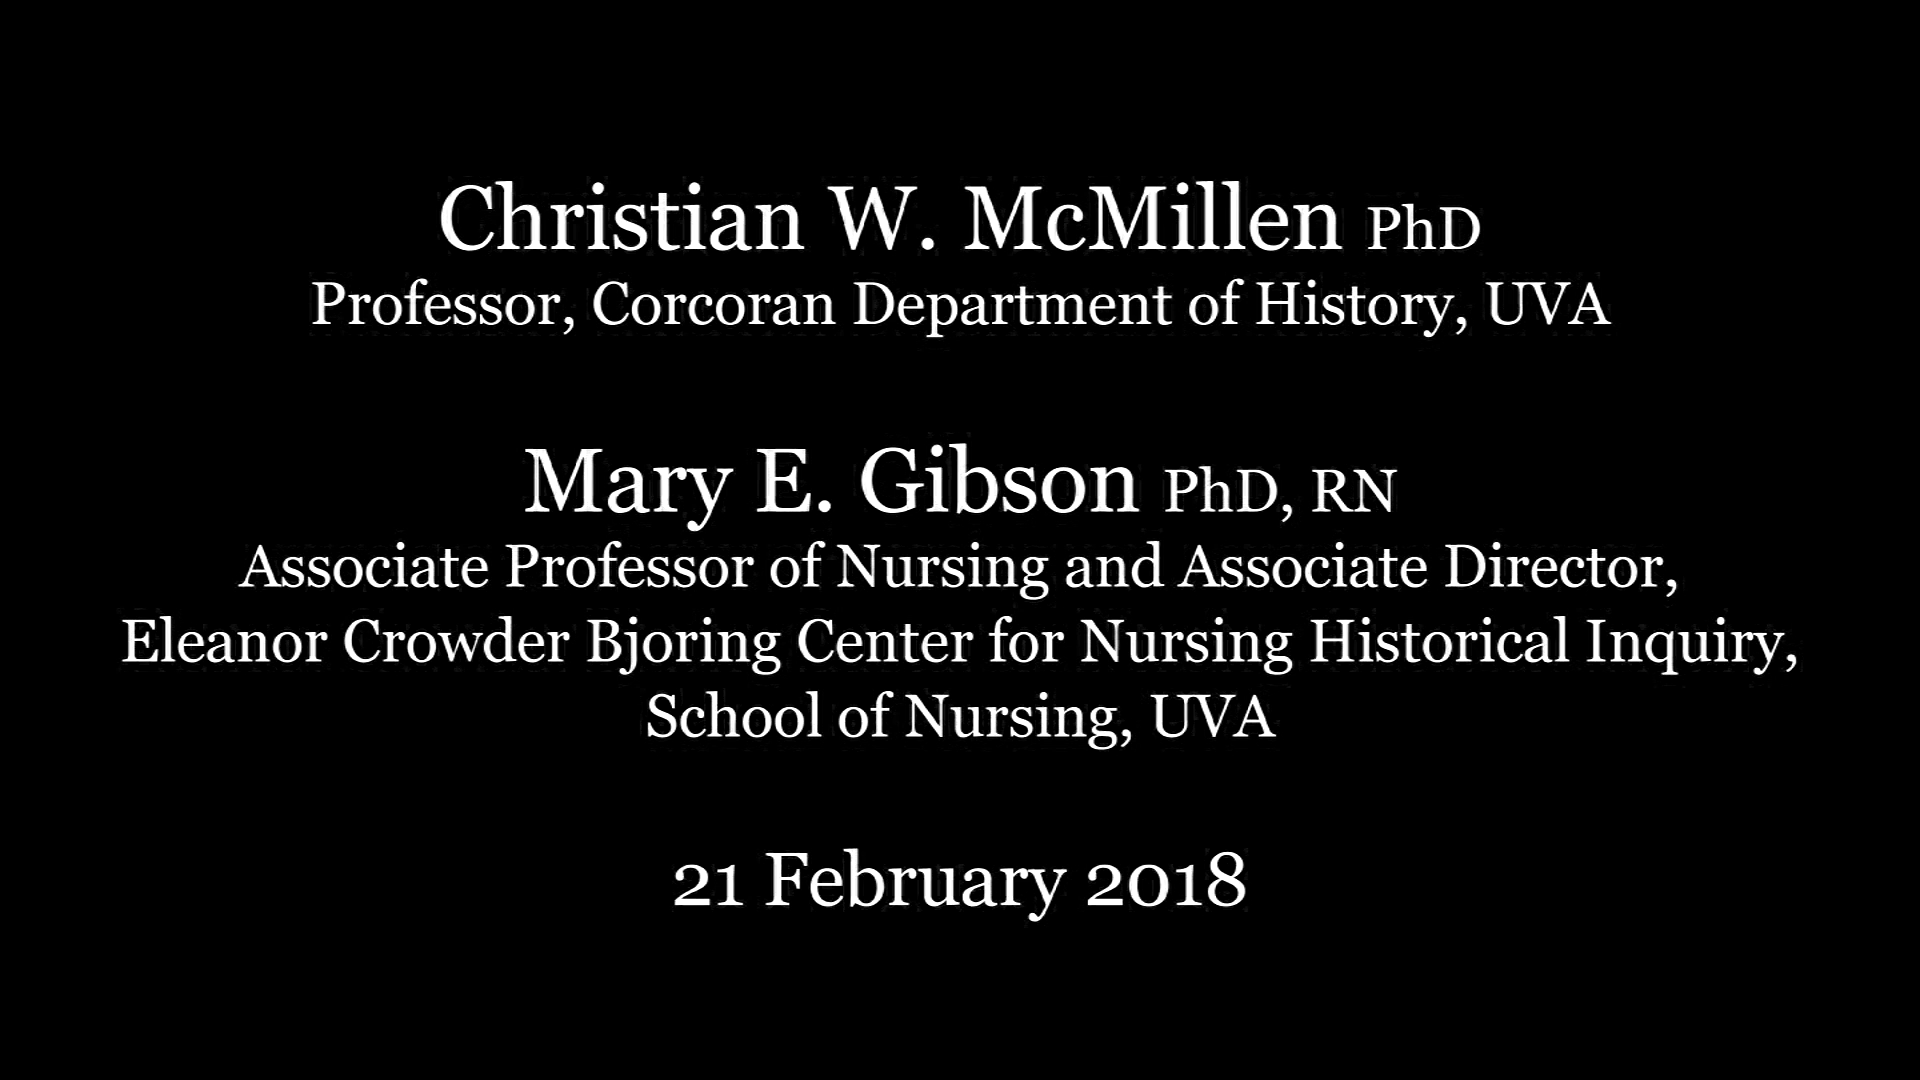 Christian W. McMillen PhD
Professor, Corcoran Department of History, UVA
Mary E. Gibson PhD, RN
Associate Professor of Nursing and Associate Director,
Eleanor Crowder Bjoring Center for Nursing Historical Inquiry,
School of Nursing, UVA
21 February 2018